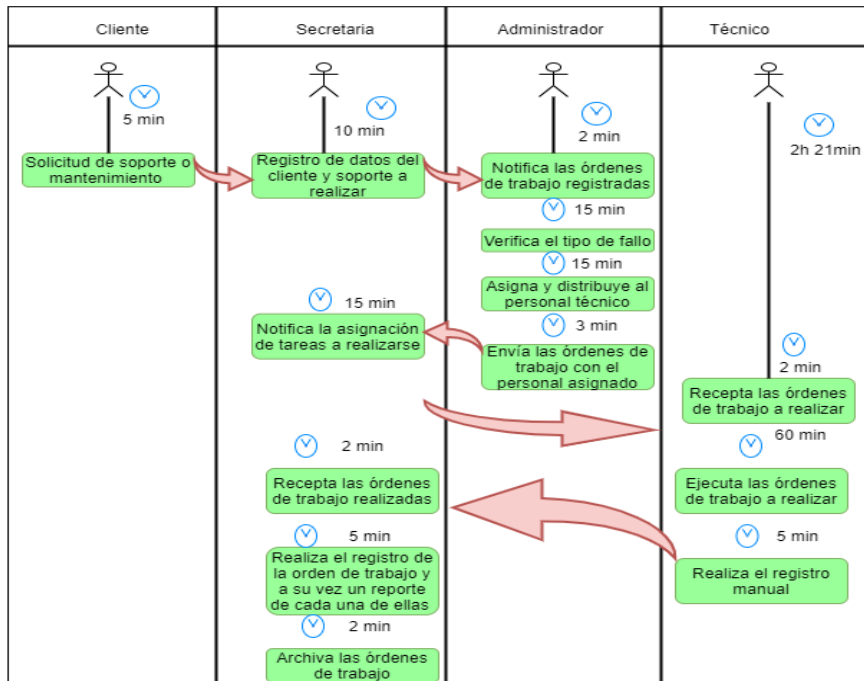 Cliente
Secretaria
Administrador
Técnico
5 min
10 min
2 min
2h 21min
Solicitud de soporte o
mantenimiento
Registro de datos del
cliente y soporte a
realizar
Notifica las órdenes
de trabajo registradas
15 min
Verifica el tipo de fallo
15 min
Asigna y distribuye al
personal técnico
15 min
Notifica la asignación
de tareas a realizarse
3 min
Envía las órdenes de
trabajo con el
personal asignado
2 min
Recepta las órdenes
de trabajo a realizar
60 min
Ejecuta las órdenes
de trabajo a realizar
5 min
Realiza el registro
manual
2 min
Recepta las órdenes
de trabajo realizadas
5 min
Realiza el registro de
la orden de trabajo y
a su vez un reporte
de cada una de ellas
2 min
Archiva las órdenes
de trabajo